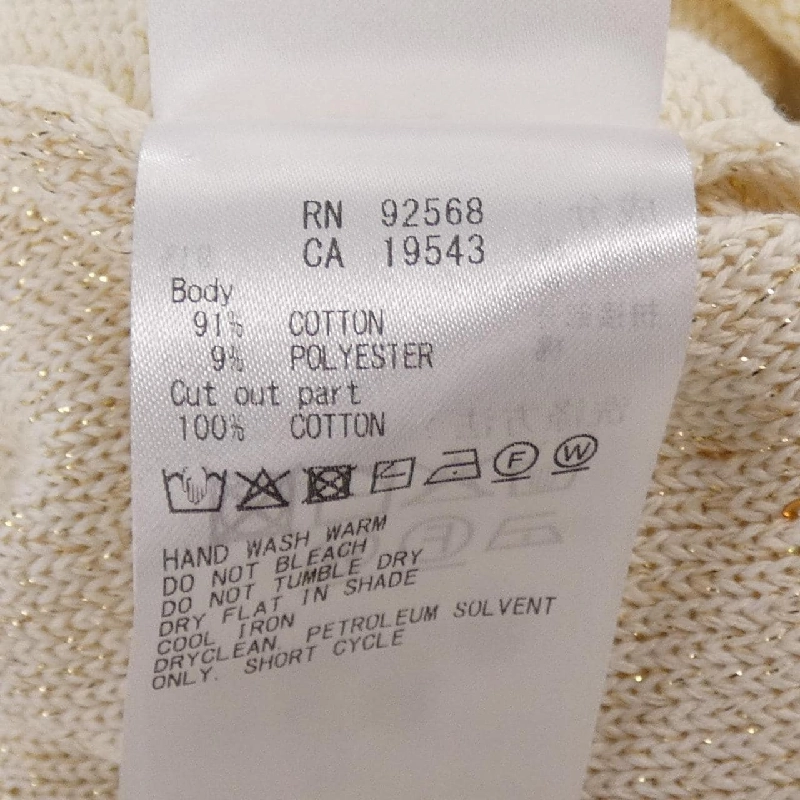 RN 92568
CA 19543
Body
91% COTTON
9% POLYESTER
Cut out part
100% COTTON
F W
HAND WASH WARM
DO NOT BLEACH
DO NOT TUMBLE DRY
DRY FLAT IN SHADE
COOL IRON
DRYCLEAN. PETROLEUM SOLVENT
ONLY. SHORT CYCLE